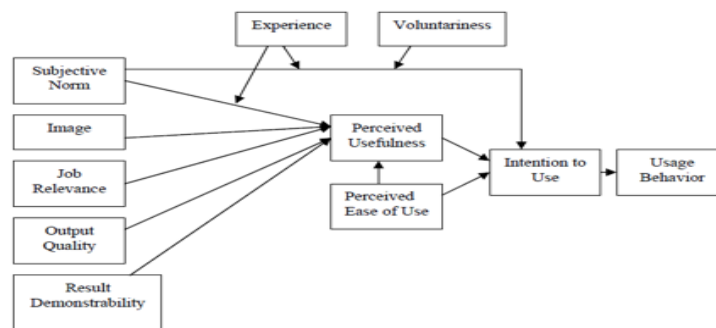 Experience
Voluntariness
Subjective
Norm
Image
Perceived
Usefulness
Job
Relevance
Intention to
Use
Usage
Behavior
Perceived
Ease of Use
Output
Quality
Result
Demonstrability